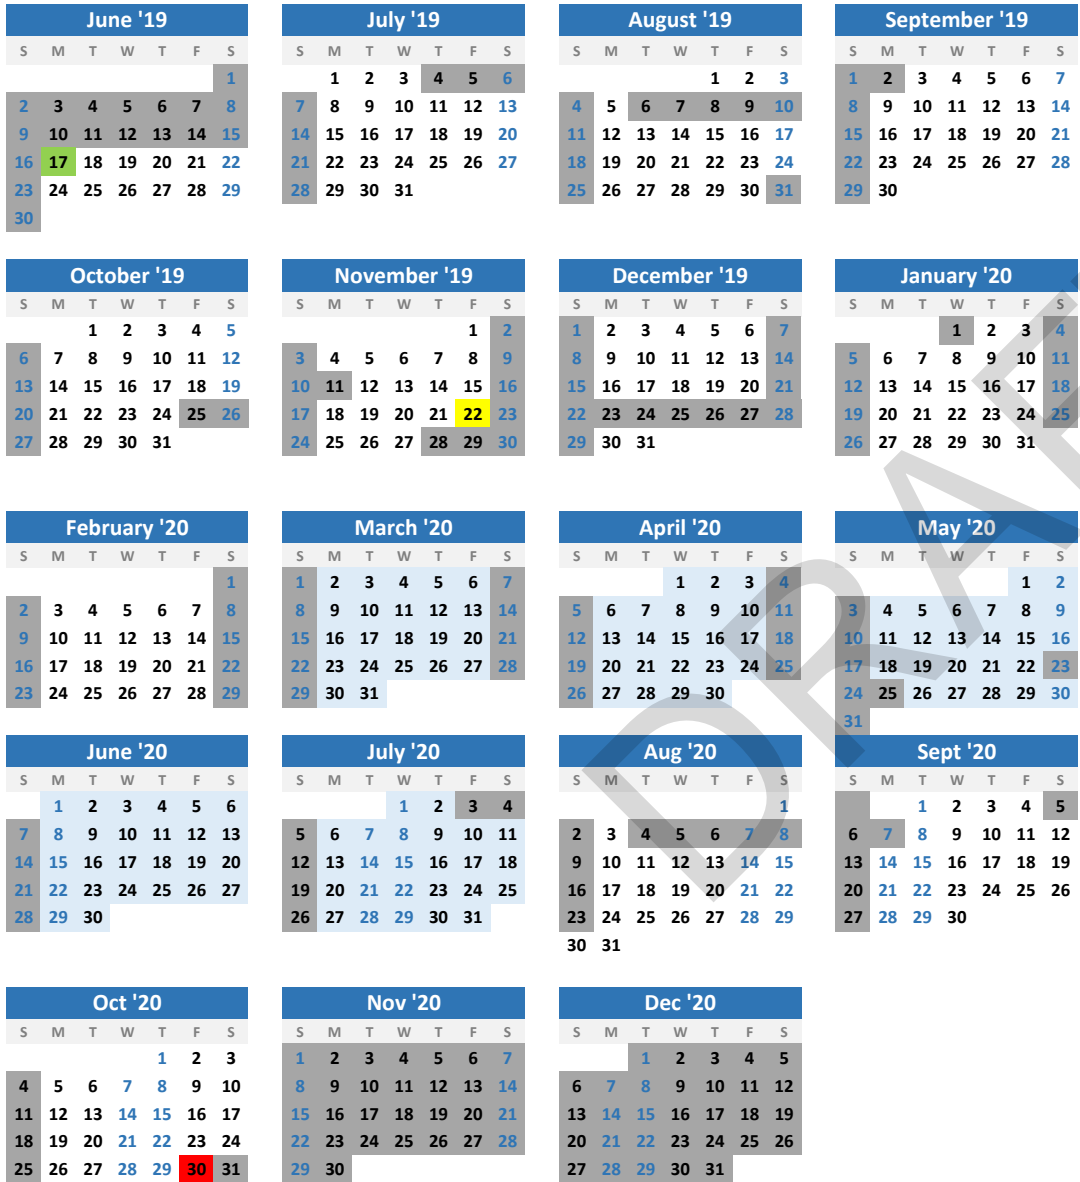 June '19 July '19 August '19 September '19
S M T W T F S S M T W T F S S M T W T F S S M T W T F S
1 1 2 3 4 5 6 1 2 3 1 2 3 4 5 6 7
2 3 4 5 6 7 8 7 8 9 10 11 12 13 4 5 6 7 8 9 10 8 9 10 11 12 13 14
9 10 11 12 13 14 15 14 15 16 17 18 19 20 11 12 13 14 15 16 17 15 16 17 18 19 20 21
16 17 18 19 20 21 22 21 22 23 24 25 26 27 18 19 20 21 22 23 24 22 23 24 25 26 27 28
23 24 25 26 27 28 29 28 29 30 31 25 26 27 28 29 30 31 29 30
30
October '19 November '19 December '19 January '20
S M T W T F S S M T W T F S S M T W T F S S M T W T F S
1 2 3 4 5 1 2 1 2 3 4 5 6 7 1 2 3 4
6 7 8 9 10 11 12 3 4 5 6 7 8 9 8 9 10 11 12 13 14 5 6 7 8 9 10 11
13 14 15 16 17 18 19 10 11 12 13 14 15 16 15 16 17 18 19 20 21 12 13 14 15 16 17 18
20 21 22 23 24 25 26 17 18 19 20 21 22 23 22 23 24 25 26 27 28 19 20 21 22 23 24 25
27 28 29 30 31 24 25 26 27 28 29 30 29 30 31 26 27 28 29 30 31
February '20 March '20 April '20 May '20
S M T W T F S S M T W T F S S M T W T F S S M T W T F S
1 1 2 3 4 5 6 7 1 2 3 4 1 2
2 3 4 5 6 7 8 8 9 10 11 12 13 14 5 6 7 8 9 10 11 3 4 5 6 7 8 9
9 10 11 12 13 14 15 15 16 17 18 19 20 21 12 13 14 15 16 17 18 10 11 12 13 14 15 16
16 17 18 19 20 21 22 22 23 24 25 26 27 28 19 20 21 22 23 24 25 17 18 19 20 21 22 23
23 24 25 26 27 28 29 29 30 31 26 27 28 29 30 24 25 26 27 28 29 30
31
June '20 July '20 Aug '20 Sept '20
S M T W T F S S M T W T F S S M T W T F S S M T W T F S
1 2 3 4 5 6 1 2 3 4 1 1 2 3 4 5
7 8 9 10 11 12 13 5 6 7 8 9 10 11 2 3 4 5 6 7 8 6 7 8 9 10 11 12
14 15 16 17 18 19 20 12 13 14 15 16 17 18 9 10 11 12 13 14 15 13 14 15 16 17 18 19
21 22 23 24 25 26 27 19 20 21 22 23 24 25 16 17 18 19 20 21 22 20 21 22 23 24 25 26
28 29 30 26 27 28 29 30 31 23 24 25 26 27 28 29 27 28 29 30
30 31
Oct '20 Nov '20 Dec '20
S M T W T F S S M T W T F S S M T W T F S
1 2 3 1 2 3 4 5 6 7 1 2 3 4 5
4 5 6 7 8 9 10 8 9 10 11 12 13 14 6 7 8 9 10 11 12
11 12 13 14 15 16 17 15 16 17 18 19 20 21 13 14 15 16 17 18 19
18 19 20 21 22 23 24 22 23 24 25 26 27 28 20 21 22 23 24 25 26
25 26 27 28 29 30 31 29 30 27 28 29 30 31
DRAF